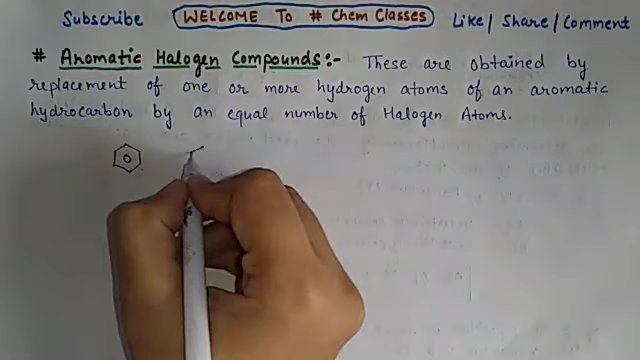 Subscribe WELCOME To # Chem Classes Like/ Share/ Comment
# Aromatic Halogen Compounds:- These are obtained by
replacement of one or more hydrogen atoms of an aromatic
hydrocarbon by an equal number of Halogen Atoms.